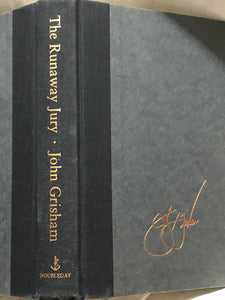 The Runaway Jury · John Grisham
DOUBLEDAY